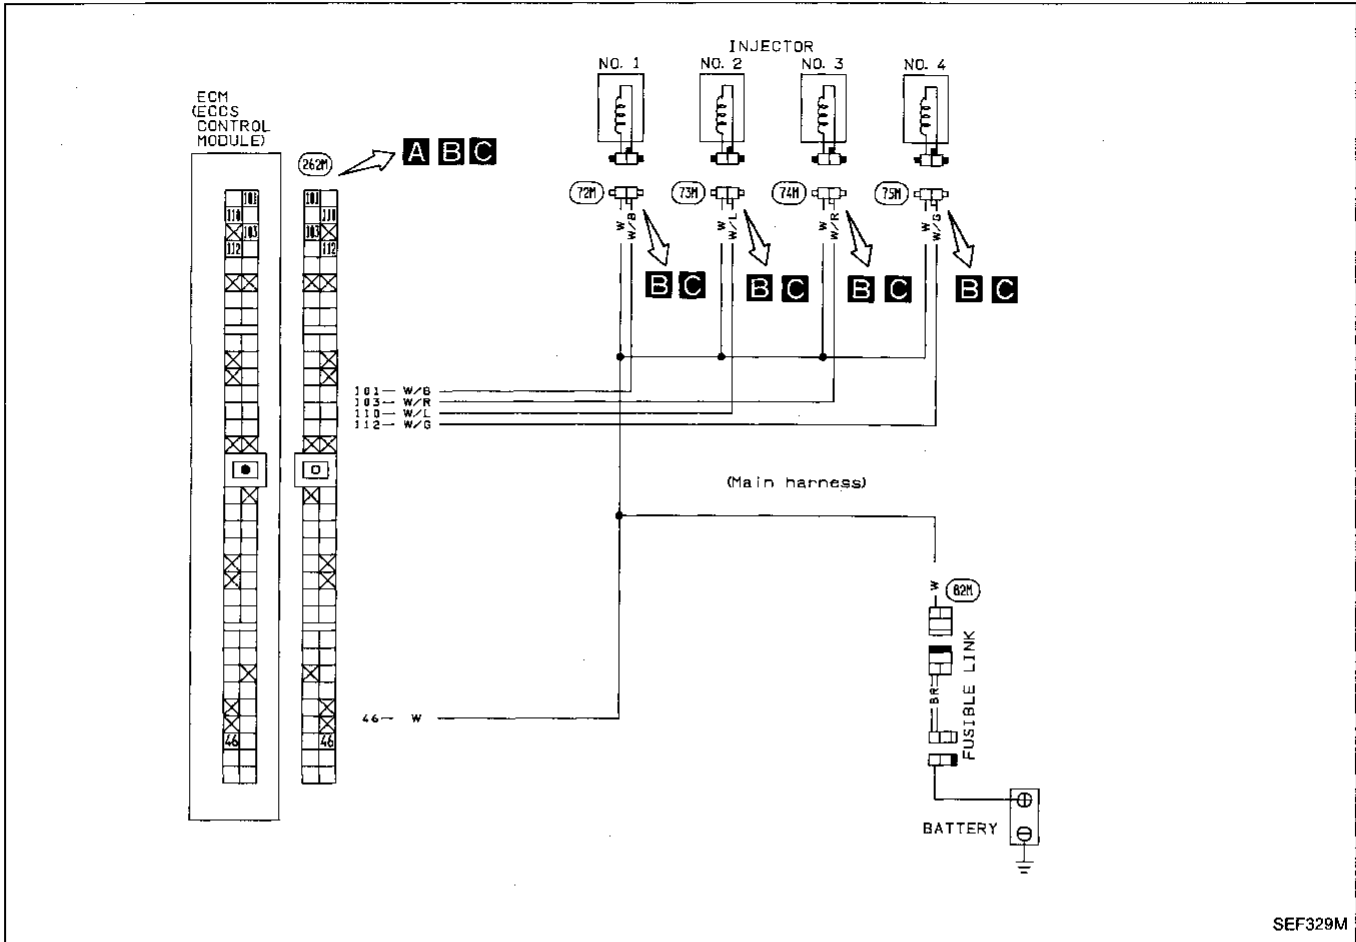 INJECTOR
NO. 1 NO. 2 NO. 3 NO. 4
ECM
(ECCS
CONTROL
MODULE)
262M
A B C
101 101
110 110
103 103
112 112
72M 73M 74M 75M
W W/B W W/L W W/R W W/G
B C B C B C B C
101 W/B
103 W/R
110 W/L
112 W/G
(Main harness)
W 82M
FUSIBLE LINK
BR
46 W
46 46
BATTERY
SEF329M